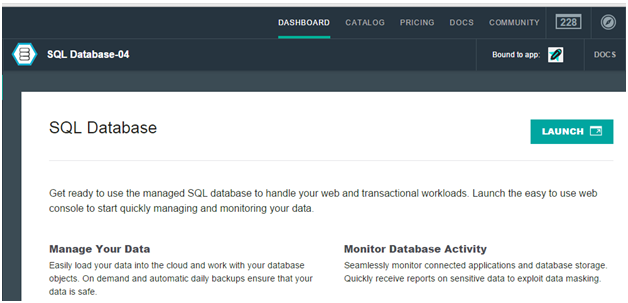 DASHBOARD CATALOG PRICING DOCS COMMUNITY 228
SQL Database-04 Bound to app: DOCS
SQL Database
LAUNCH
Get ready to use the managed SQL database to handle your web and transactional workloads. Launch the easy to use web
console to start quickly managing and monitoring your data.
Manage Your Data
Easily load your data into the cloud and work with your database
objects. On demand and automatic daily backups ensure that your
data is safe.
Monitor Database Activity
Seamlessly monitor connected applications and database storage.
Quickly receive reports on sensitive data to exploit data masking.